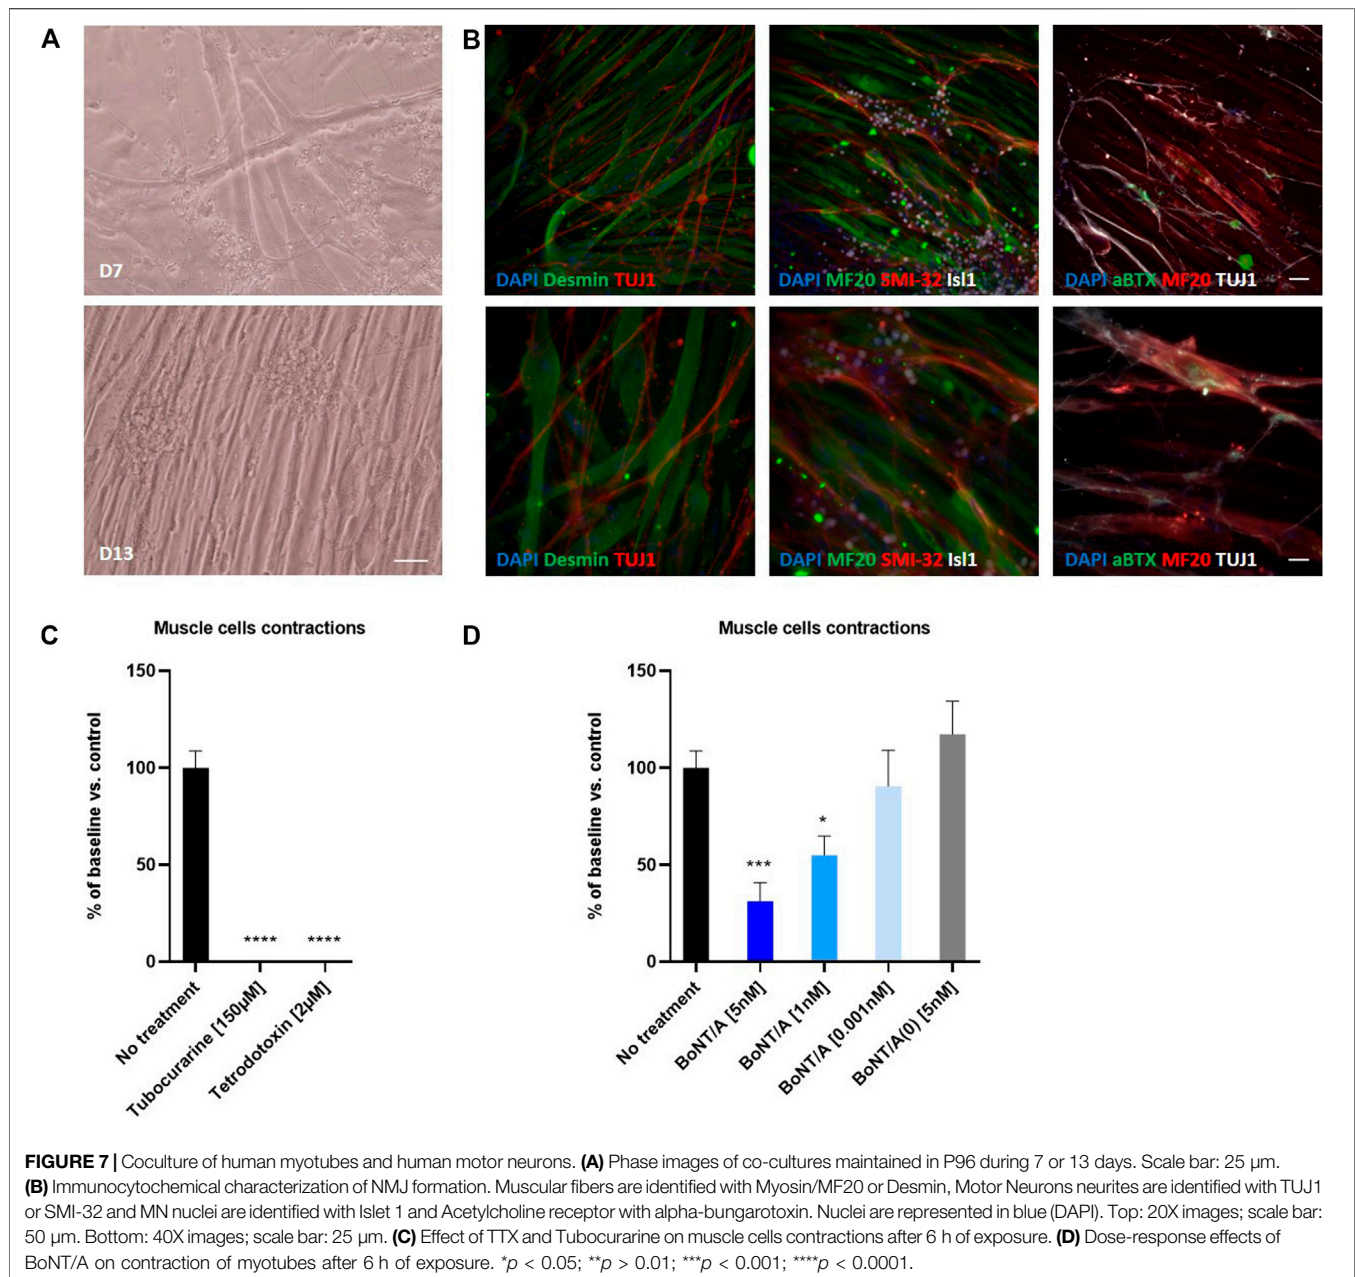 A
B
D7
D13
DAPI Desmin TUJ1
DAPI MF20 SMI-32 Isl1
DAPI aBTX MF20 TUJ1
DAPI Desmin TUJ1
DAPI MF20 SMI-32 Isl1
DAPI aBTX MF20 TUJ1
C
Muscle cells contractions
% of baseline vs. control
150
100
50
0
**** ****
No treatment
Tubocurarine [150µM]
Tetrodotoxin [2µM]
D
Muscle cells contractions
% of baseline vs. control
150
100
50
0
***
*
No treatment
BoNT/A [5nM]
BoNT/A [1nM]
BoNT/A [0.001nM]
BoNT/A(0) [5nM]
FIGURE 7 | Coculture of human myotubes and human motor neurons. (A) Phase images of co-cultures maintained in P96 during 7 or 13 days. Scale bar: 25 µm.
(B) Immunocytochemical characterization of NMJ formation. Muscular fibers are identified with Myosin/MF20 or Desmin, Motor Neurons neurites are identified with TUJ1
or SMI-32 and MN nuclei are identified with Islet 1 and Acetylcholine receptor with alpha-bungarotoxin. Nuclei are represented in blue (DAPI). Top: 20X images; scale bar:
50 µm. Bottom: 40X images; scale bar: 25 µm. (C) Effect of TTX and Tubocurarine on muscle cells contractions after 6 h of exposure. (D) Dose-response effects of
BoNT/A on contraction of myotubes after 6 h of exposure. *p < 0.05; **p > 0.01; ***p < 0.001; ****p < 0.0001.